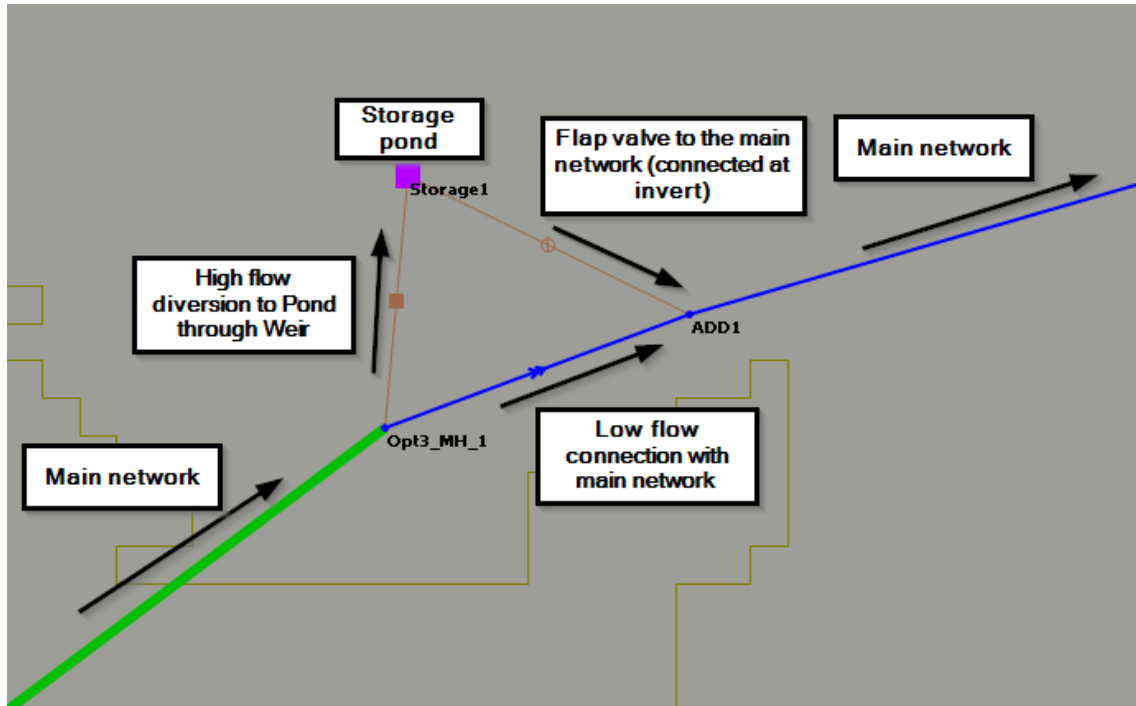 Storage
pond
Storage1
Flap valve to the main
network (connected at
invert)
Main network
High flow
diversion to Pond
through Weir
ADD1
Opt3_MH_1
Low flow
connection with
main network
Main network